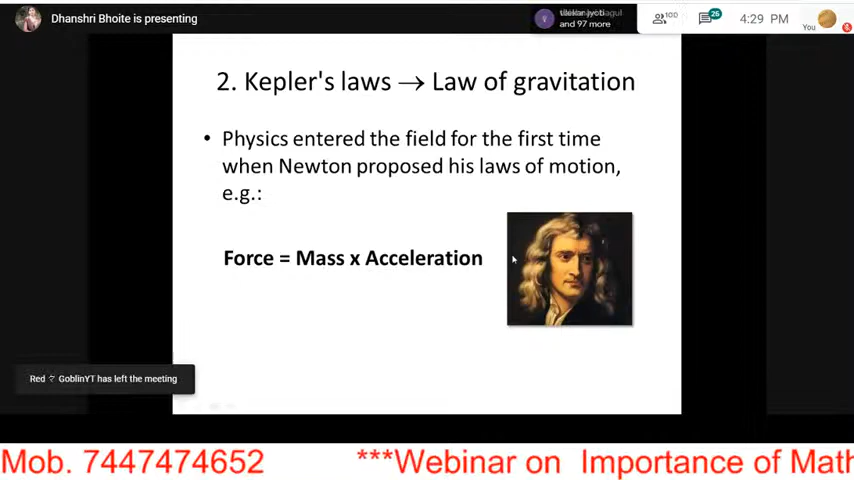 Dhanshri Bhoite is presenting
tilekar jyoti
and 97 more
100
26
4:29 PM
You
2. Kepler's laws → Law of gravitation
• Physics entered the field for the first time
when Newton proposed his laws of motion,
e.g.:
Force = Mass x Acceleration
Red GoblinYT has left the meeting
Mob. 7447474652 ***Webinar on Importance of Math